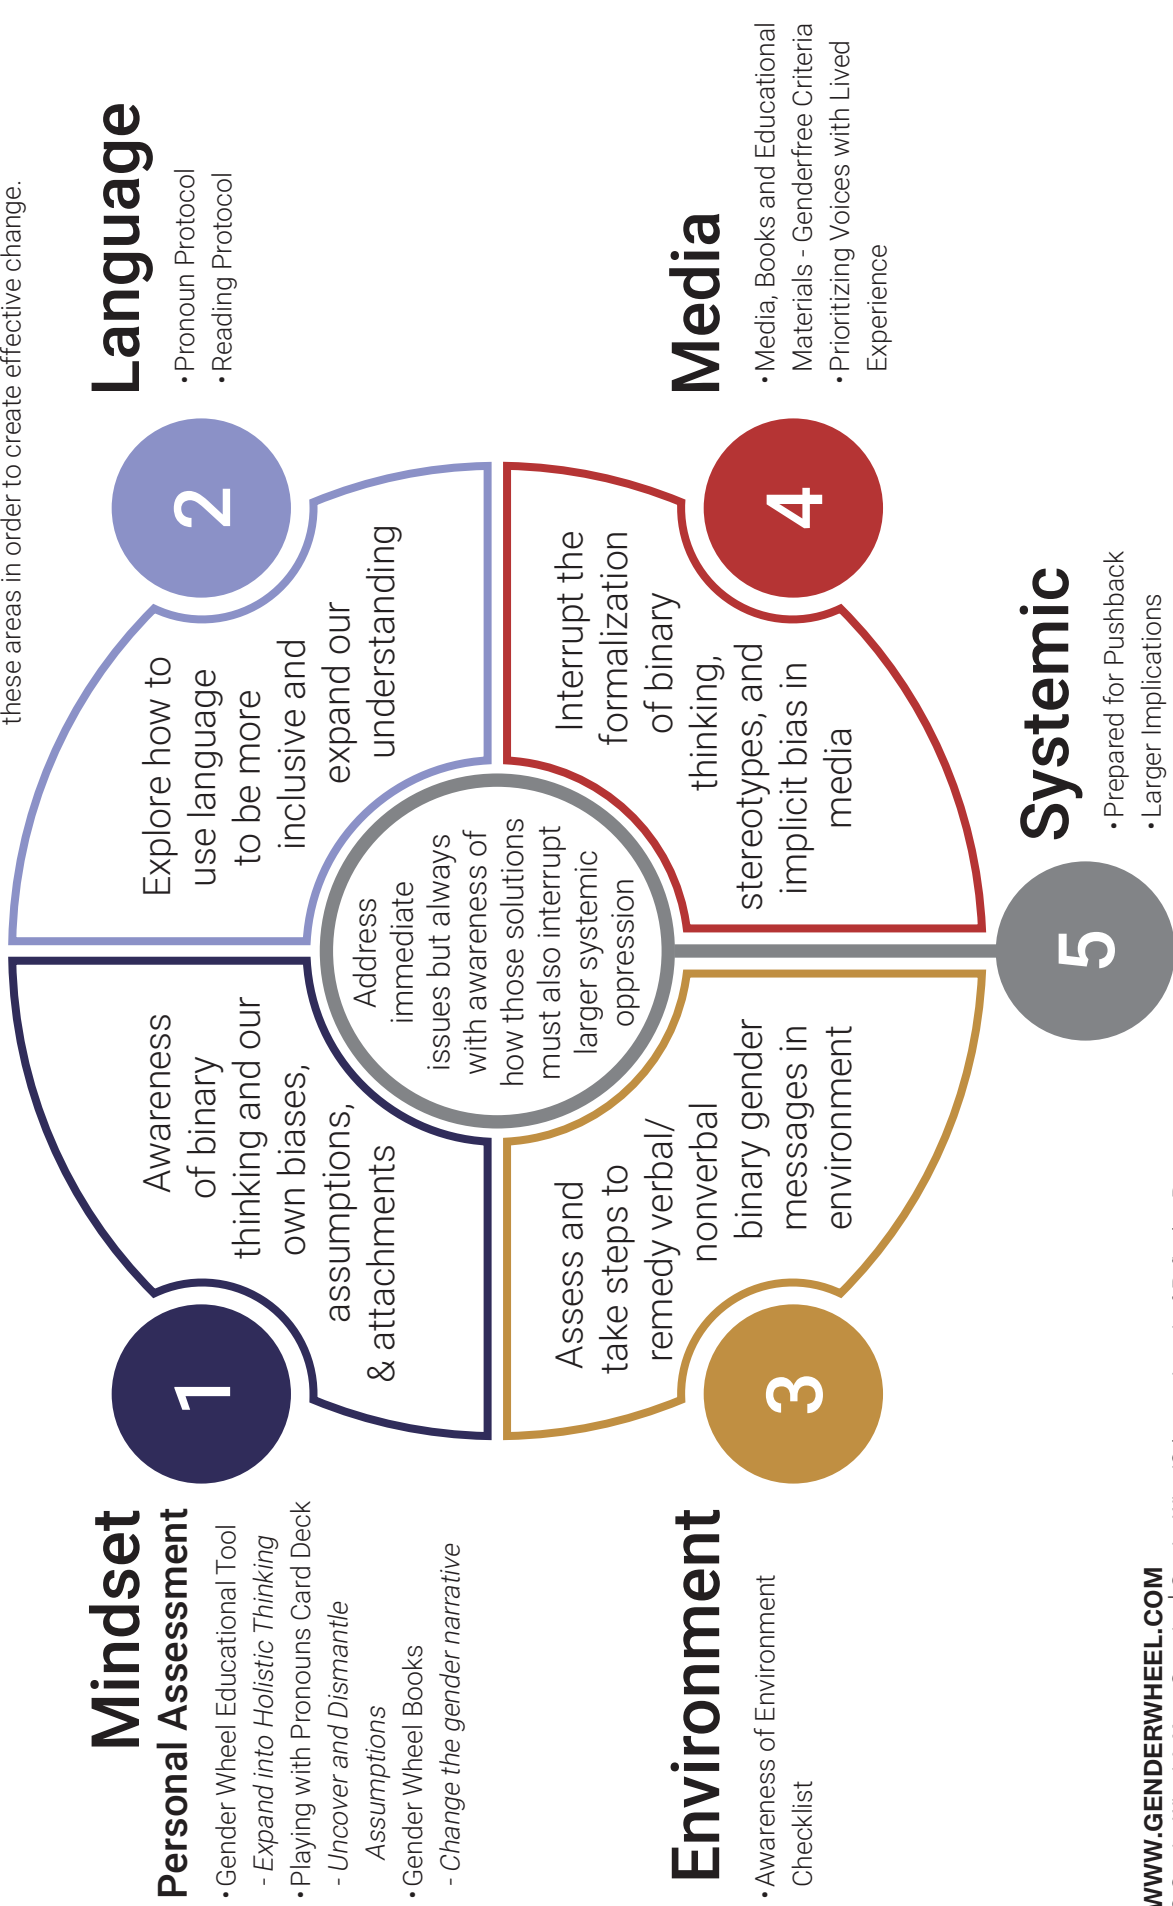 these areas in order to create effective change.
Mindset
Personal Assessment
• Gender Wheel Educational Tool
- Expand into Holistic Thinking
• Playing with Pronouns Card Deck
- Uncover and Dismantle
Assumptions
• Gender Wheel Books
- Change the gender narrative
1
Awareness
of binary
thinking and our
own biases,
assumptions,
& attachments
2
Explore how to
use language
to be more
inclusive and
expand our
understanding
Language
• Pronoun Protocol
• Reading Protocol
Address
immediate
issues but always
with awareness of
how those solutions
must also interrupt
larger systemic
oppression
Environment
• Awareness of Environment
Checklist
3
Assess and
take steps to
remedy verbal/
nonverbal
binary gender
messages in
environment
4
Interrupt the
formalization
of binary
thinking,
stereotypes, and
implicit bias in
media
Media
• Media, Books and Educational
Materials - Genderfree Criteria
• Prioritizing Voices with Lived
Experience
5
Systemic
• Prepared for Pushback
• Larger Implications
WWW.GENDERWHEEL.COM